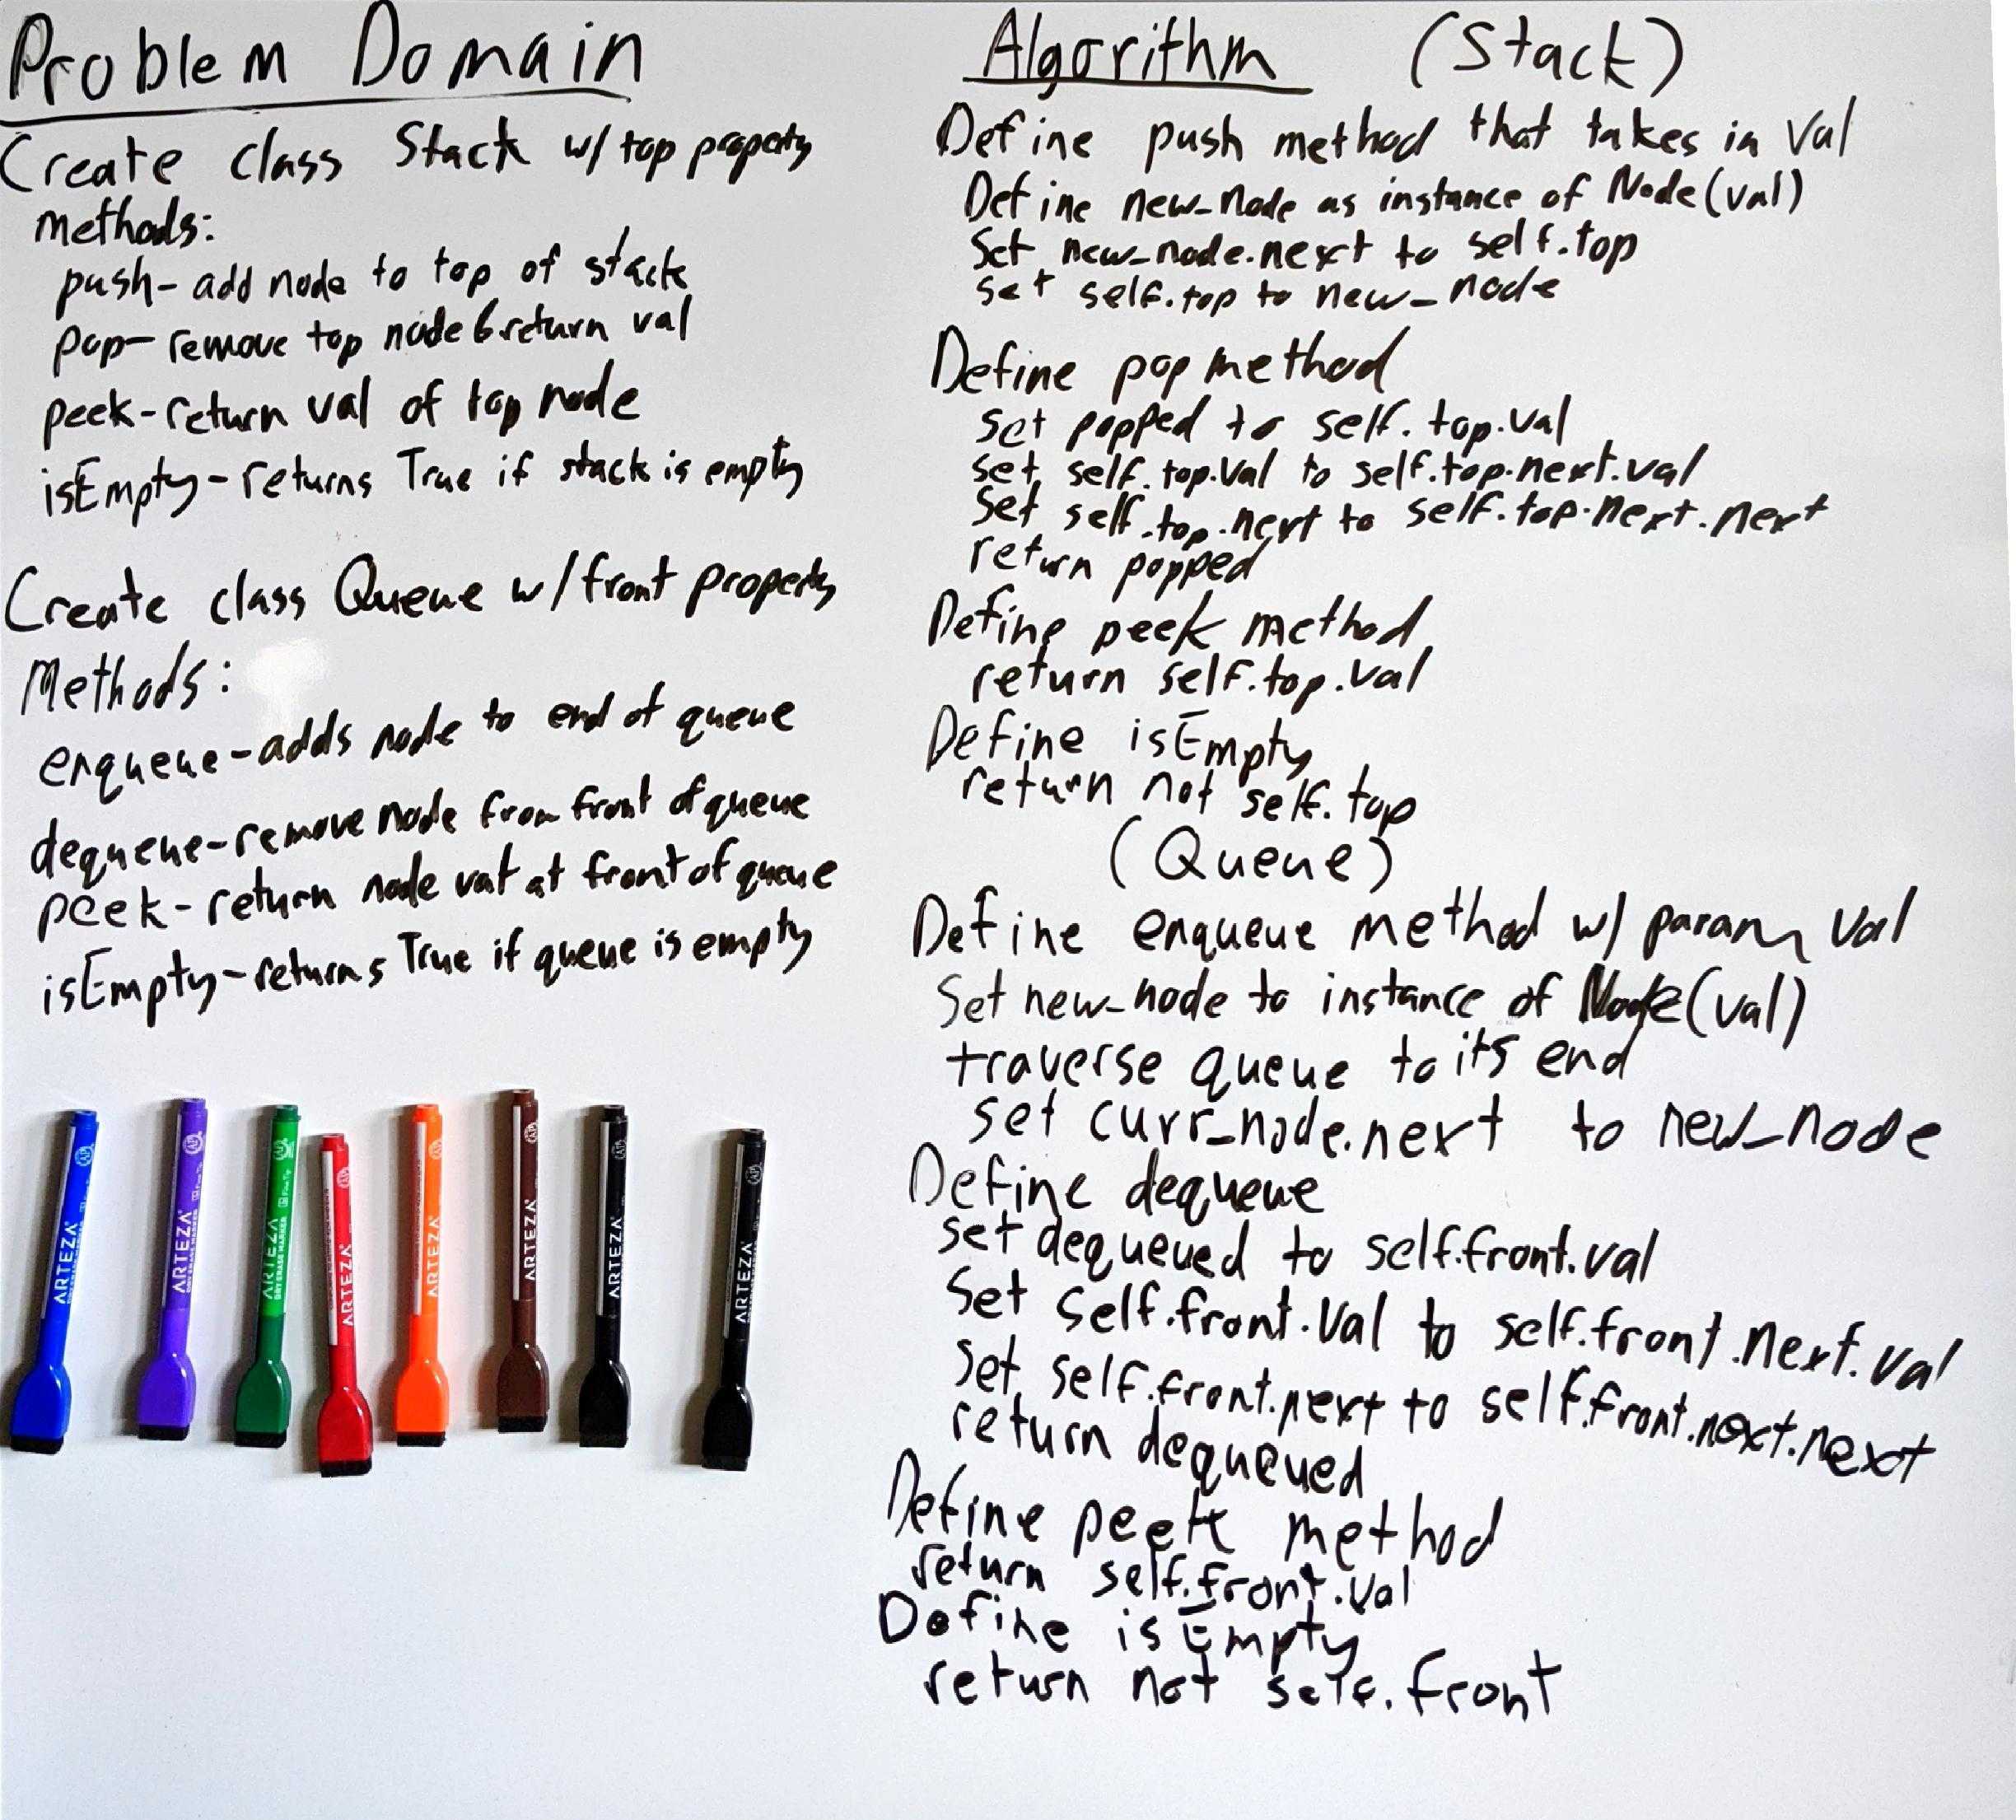 Problem Domain
Create class Stack w/ top property
methods:
push- add node to top of stack
pop- remove top node & return val
peek- return val of top node
isEmpty- returns True if stack is empty
Create class Queue w/ front property
Methods:
enqueue- adds node to end of queue
dequeue- remove node from front of queue
peek- return node val at front of queue
isEmpty- returns True if queue is empty
ARTEZA
ARTEZA
ARTEZA
DRY ERASE MARKER
ARTEZA
ARTEZA
ARTEZA
ARTEZA
ARTEZA
Algorithm (Stack)
Define push method that takes in val
Define new_node as instance of Node(val)
Set new_node.next to self.top
set self.top to new_node
Define pop method
set popped to self.top.val
set self.top.val to self.top.next.val
Set self.top.next to self.top.next.next
return popped
Define peek method
return self.top.val
Define isEmpty
return not self.top
(Queue)
Define enqueue method w/ param val
Set new_node to instance of Node(val)
traverse queue to its end
set curr_node.next to new_node
Define dequeue
set dequeued to self.front.val
Set self.front.val to self.front.next.val
Set self.front.next to self.front.next.next
return dequeued
Define peek method
return self.front.val
Define isEmpty
return not self.front